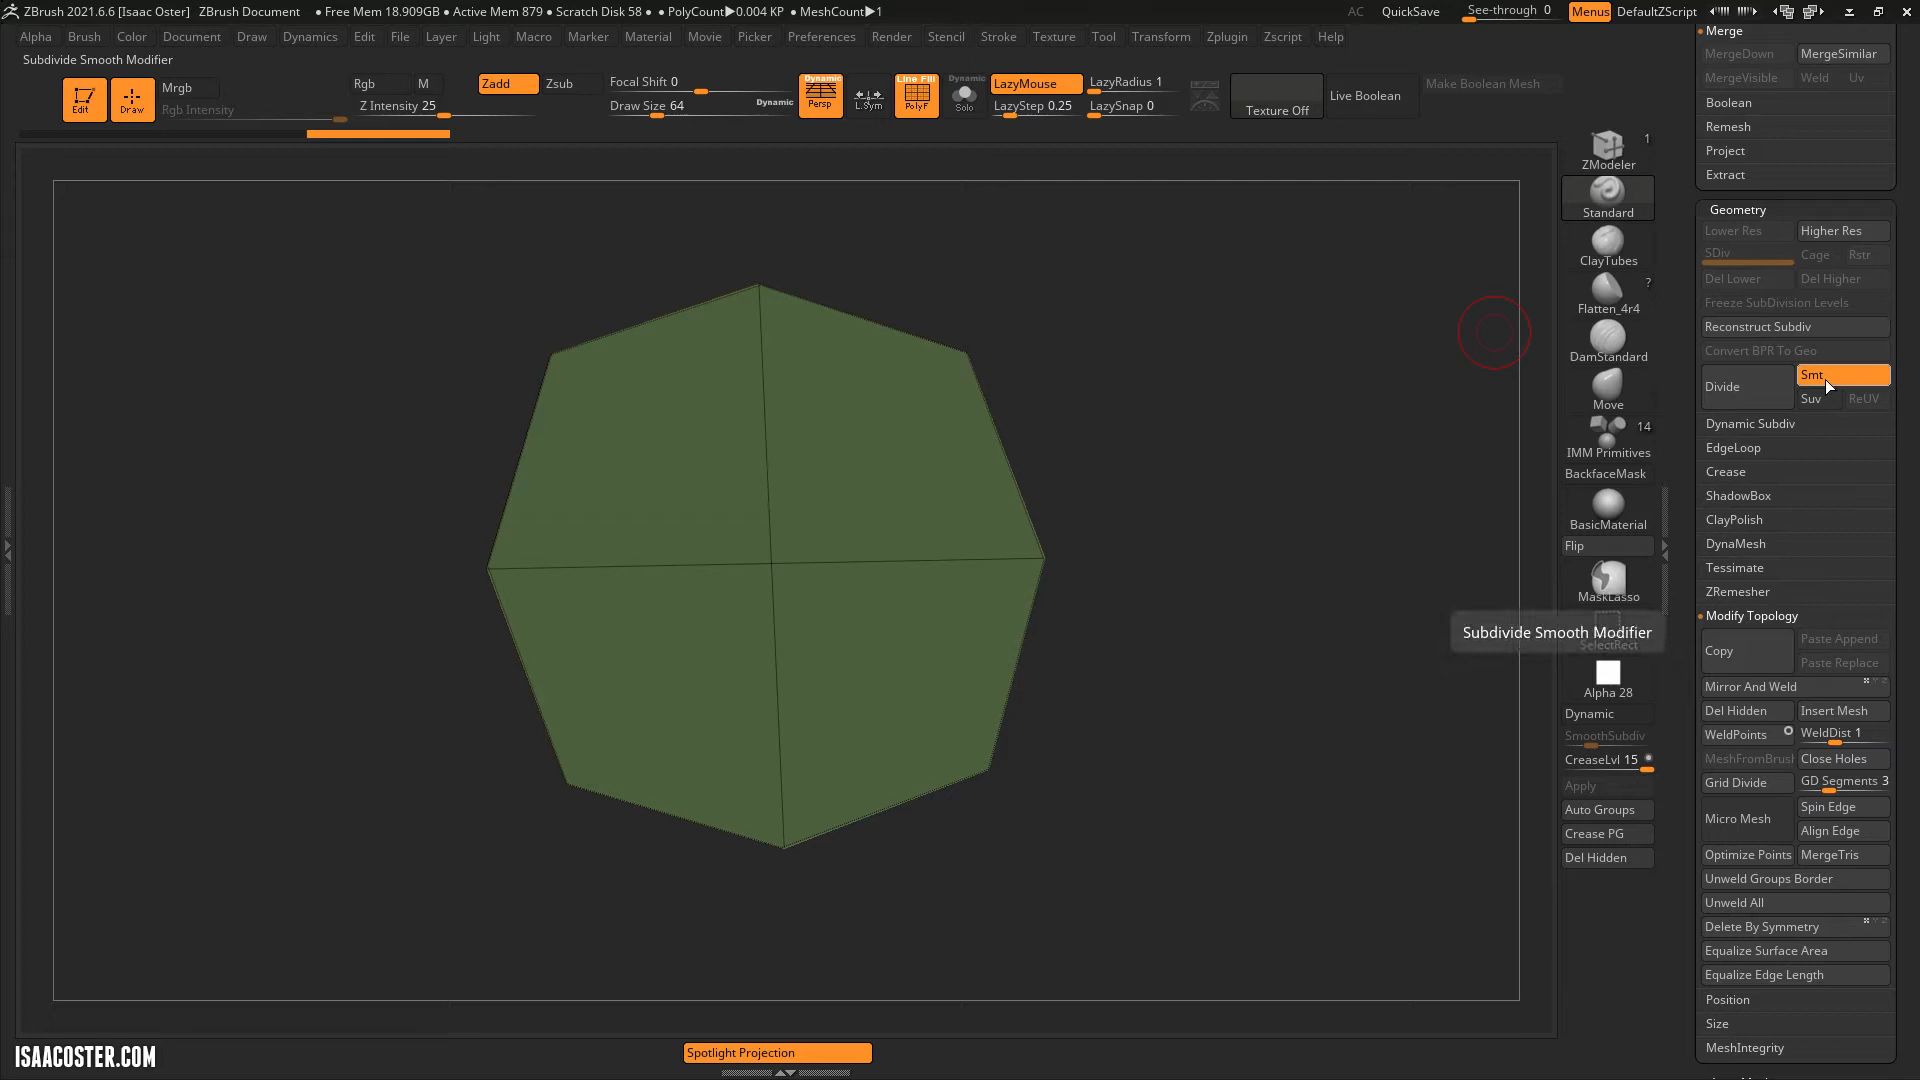 ZBrush 2021.6.6 [Isaac Oster] ZBrush Document • Free Mem 18.909GB • Active Mem 879 • Scratch Disk 58 • • PolyCount▶0.004 KP • MeshCount▶1 AC QuickSave See-through 0 Menus DefaultZScript
Alpha Brush Color Document Draw Dynamics Edit File Layer Light Macro Marker Material Movie Picker Preferences Render Stencil Stroke Texture Tool Transform Zplugin Zscript Help
Subdivide Smooth Modifier
Edit
Draw
Mrgb
Rgb Intensity
Rgb M
Z Intensity 25
Zadd Zsub
Focal Shift 0
Draw Size 64 Dynamic
Dynamic
Persp
L.Sym
Line Fill
PolyF
Dynamic
Solo
LazyMouse LazyRadius 1
LazyStep 0.25 LazySnap 0
Texture Off
Live Boolean
Make Boolean Mesh
1
ZModeler
Standard
ClayTubes
?
Flatten_4r4
DamStandard
Move
14
IMM Primitives
BackfaceMask
BasicMaterial
Flip
MaskLasso
Subdivide Smooth Modifier
SelectRect
Alpha 28
Dynamic
SmoothSubdiv
CreaseLvl 15
Apply
Auto Groups
Crease PG
Del Hidden
Merge
MergeDown MergeSimilar
MergeVisible Weld Uv
Boolean
Remesh
Project
Extract
Geometry
Lower Res Higher Res
SDiv Cage Rstr
Del Lower Del Higher
Freeze SubDivision Levels
Reconstruct Subdiv
Convert BPR To Geo
Divide Smt
Suv ReUV
Dynamic Subdiv
EdgeLoop
Crease
ShadowBox
ClayPolish
DynaMesh
Tessimate
ZRemesher
Modify Topology
Copy Paste Append
Paste Replace
Mirror And Weld
Del Hidden Insert Mesh
WeldPoints WeldDist 1
MeshFromBrush Close Holes
Grid Divide GD Segments 3
Micro Mesh Spin Edge
Align Edge
Optimize Points MergeTris
Unweld Groups Border
Unweld All
Delete By Symmetry
Equalize Surface Area
Equalize Edge Length
Position
Size
MeshIntegrity
ISAACOSTER.COM
Spotlight Projection